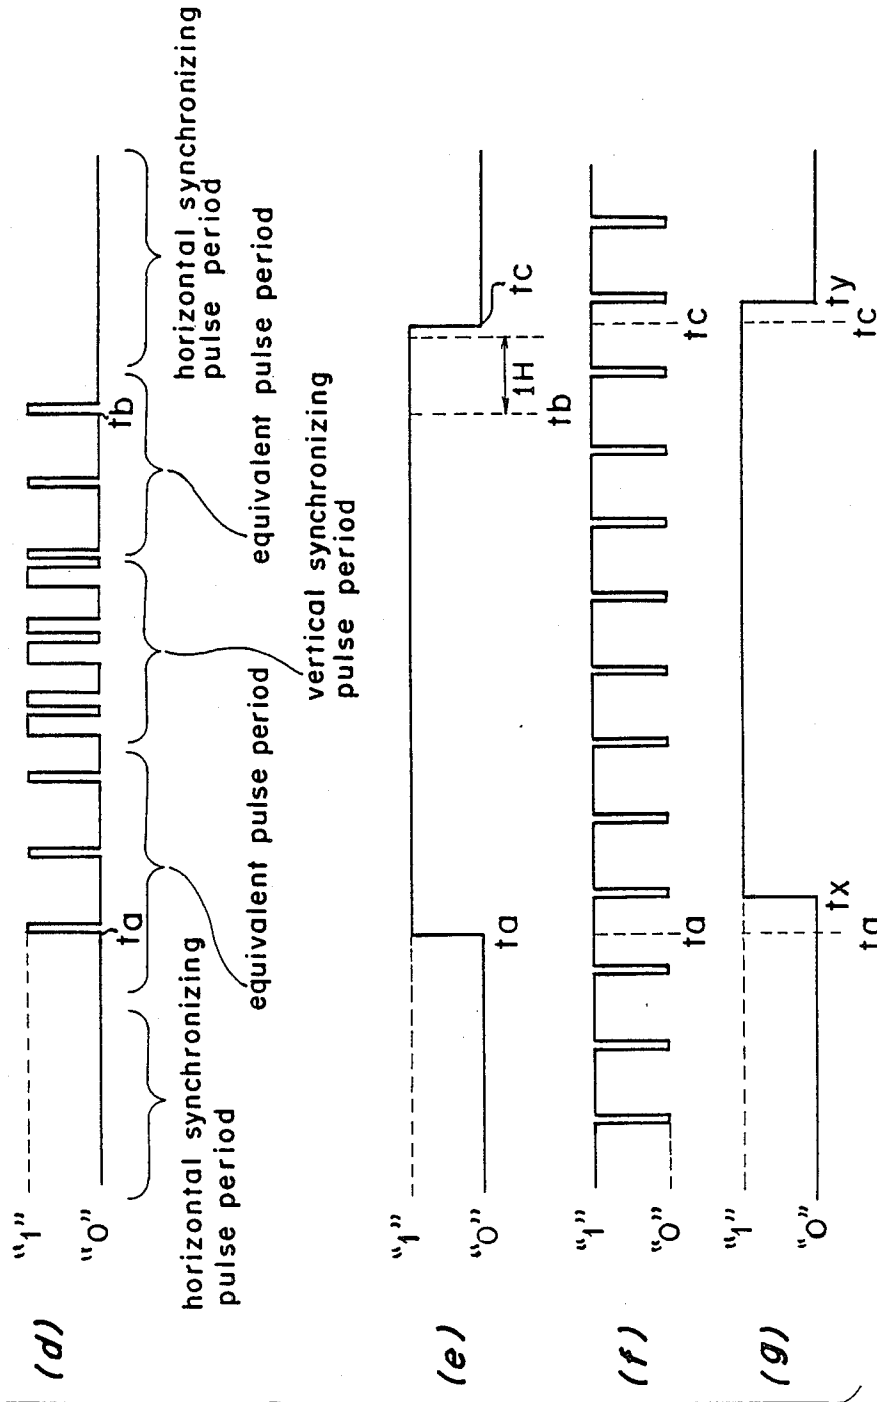 (d)
“1”
“0”
ta
tb
horizontal synchronizing
pulse period
equivalent pulse period
vertical synchronizing
pulse period
equivalent pulse period
horizontal synchronizing
pulse period
(e)
“1”
“0”
ta
tb
1H
tc
(f)
“1”
“0”
ta
tc
(g)
“1”
“0”
ta
tx
tc
ty